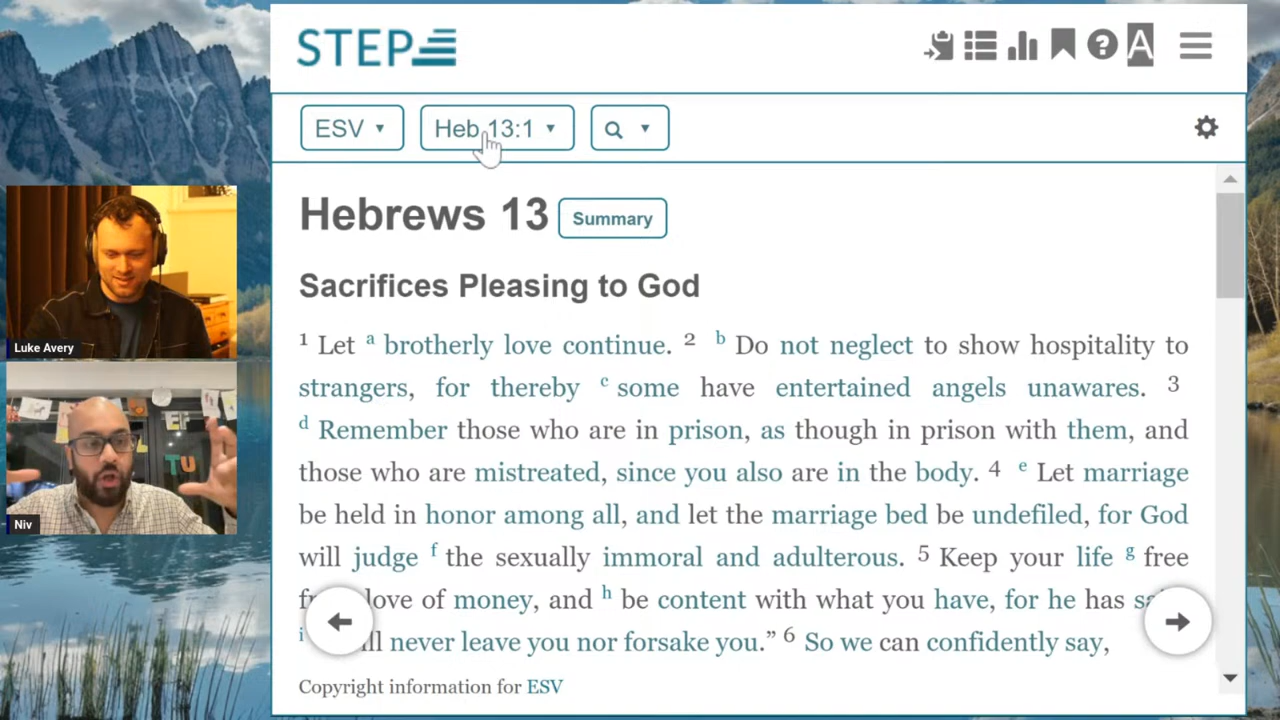 STEP
A
ESV
Heb 13:1
Hebrews 13
Summary
Sacrifices Pleasing to God
1 Let a brotherly love continue. 2 b Do not neglect to show hospitality to
strangers, for thereby c some have entertained angels unawares. 3
d Remember those who are in prison, as though in prison with them, and
those who are mistreated, since you also are in the body. 4 e Let marriage
be held in honor among all, and let the marriage bed be undefiled, for God
will judge f the sexually immoral and adulterous. 5 Keep your life g free
love of money, and h be content with what you have, for he has
i never leave you nor forsake you.” 6 So we can confidently say,
Copyright information for ESV
Luke Avery
Niv
TU